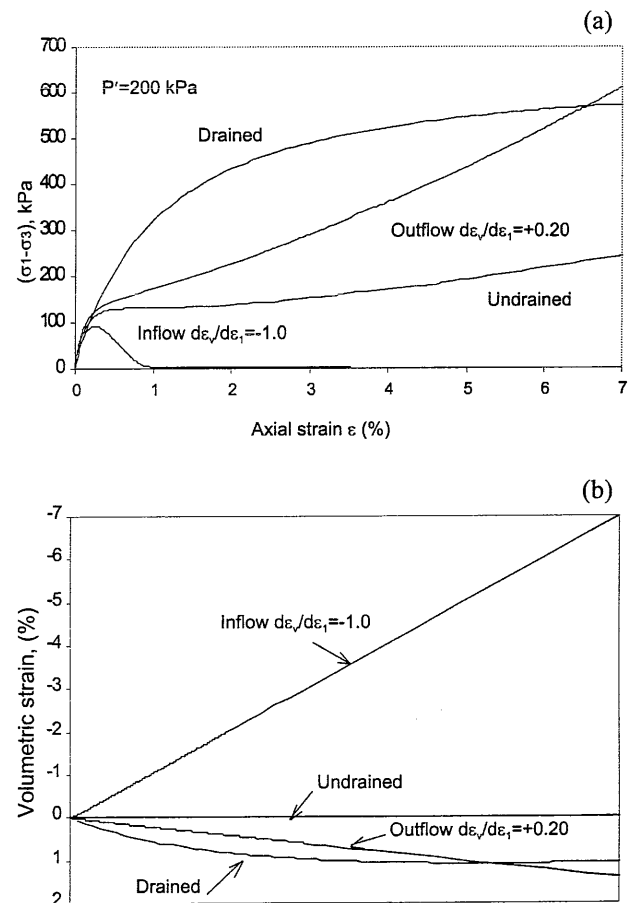 (a)
700
600
500
400
300
200
100
0
P'=200 kPa
Drained
Outflow dεᵥ/dε₁=+0.20
Undrained
Inflow dεᵥ/dε₁=-1.0
(σ1-σ3), kPa
0 1 2 3 4 5 6 7
Axial strain ε (%)
(b)
-7
-6
-5
-4
-3
-2
-1
0
1
2
Volumetric strain, (%)
Inflow dεᵥ/dε₁=-1.0
Undrained
Outflow dεᵥ/dε₁=+0.20
Drained